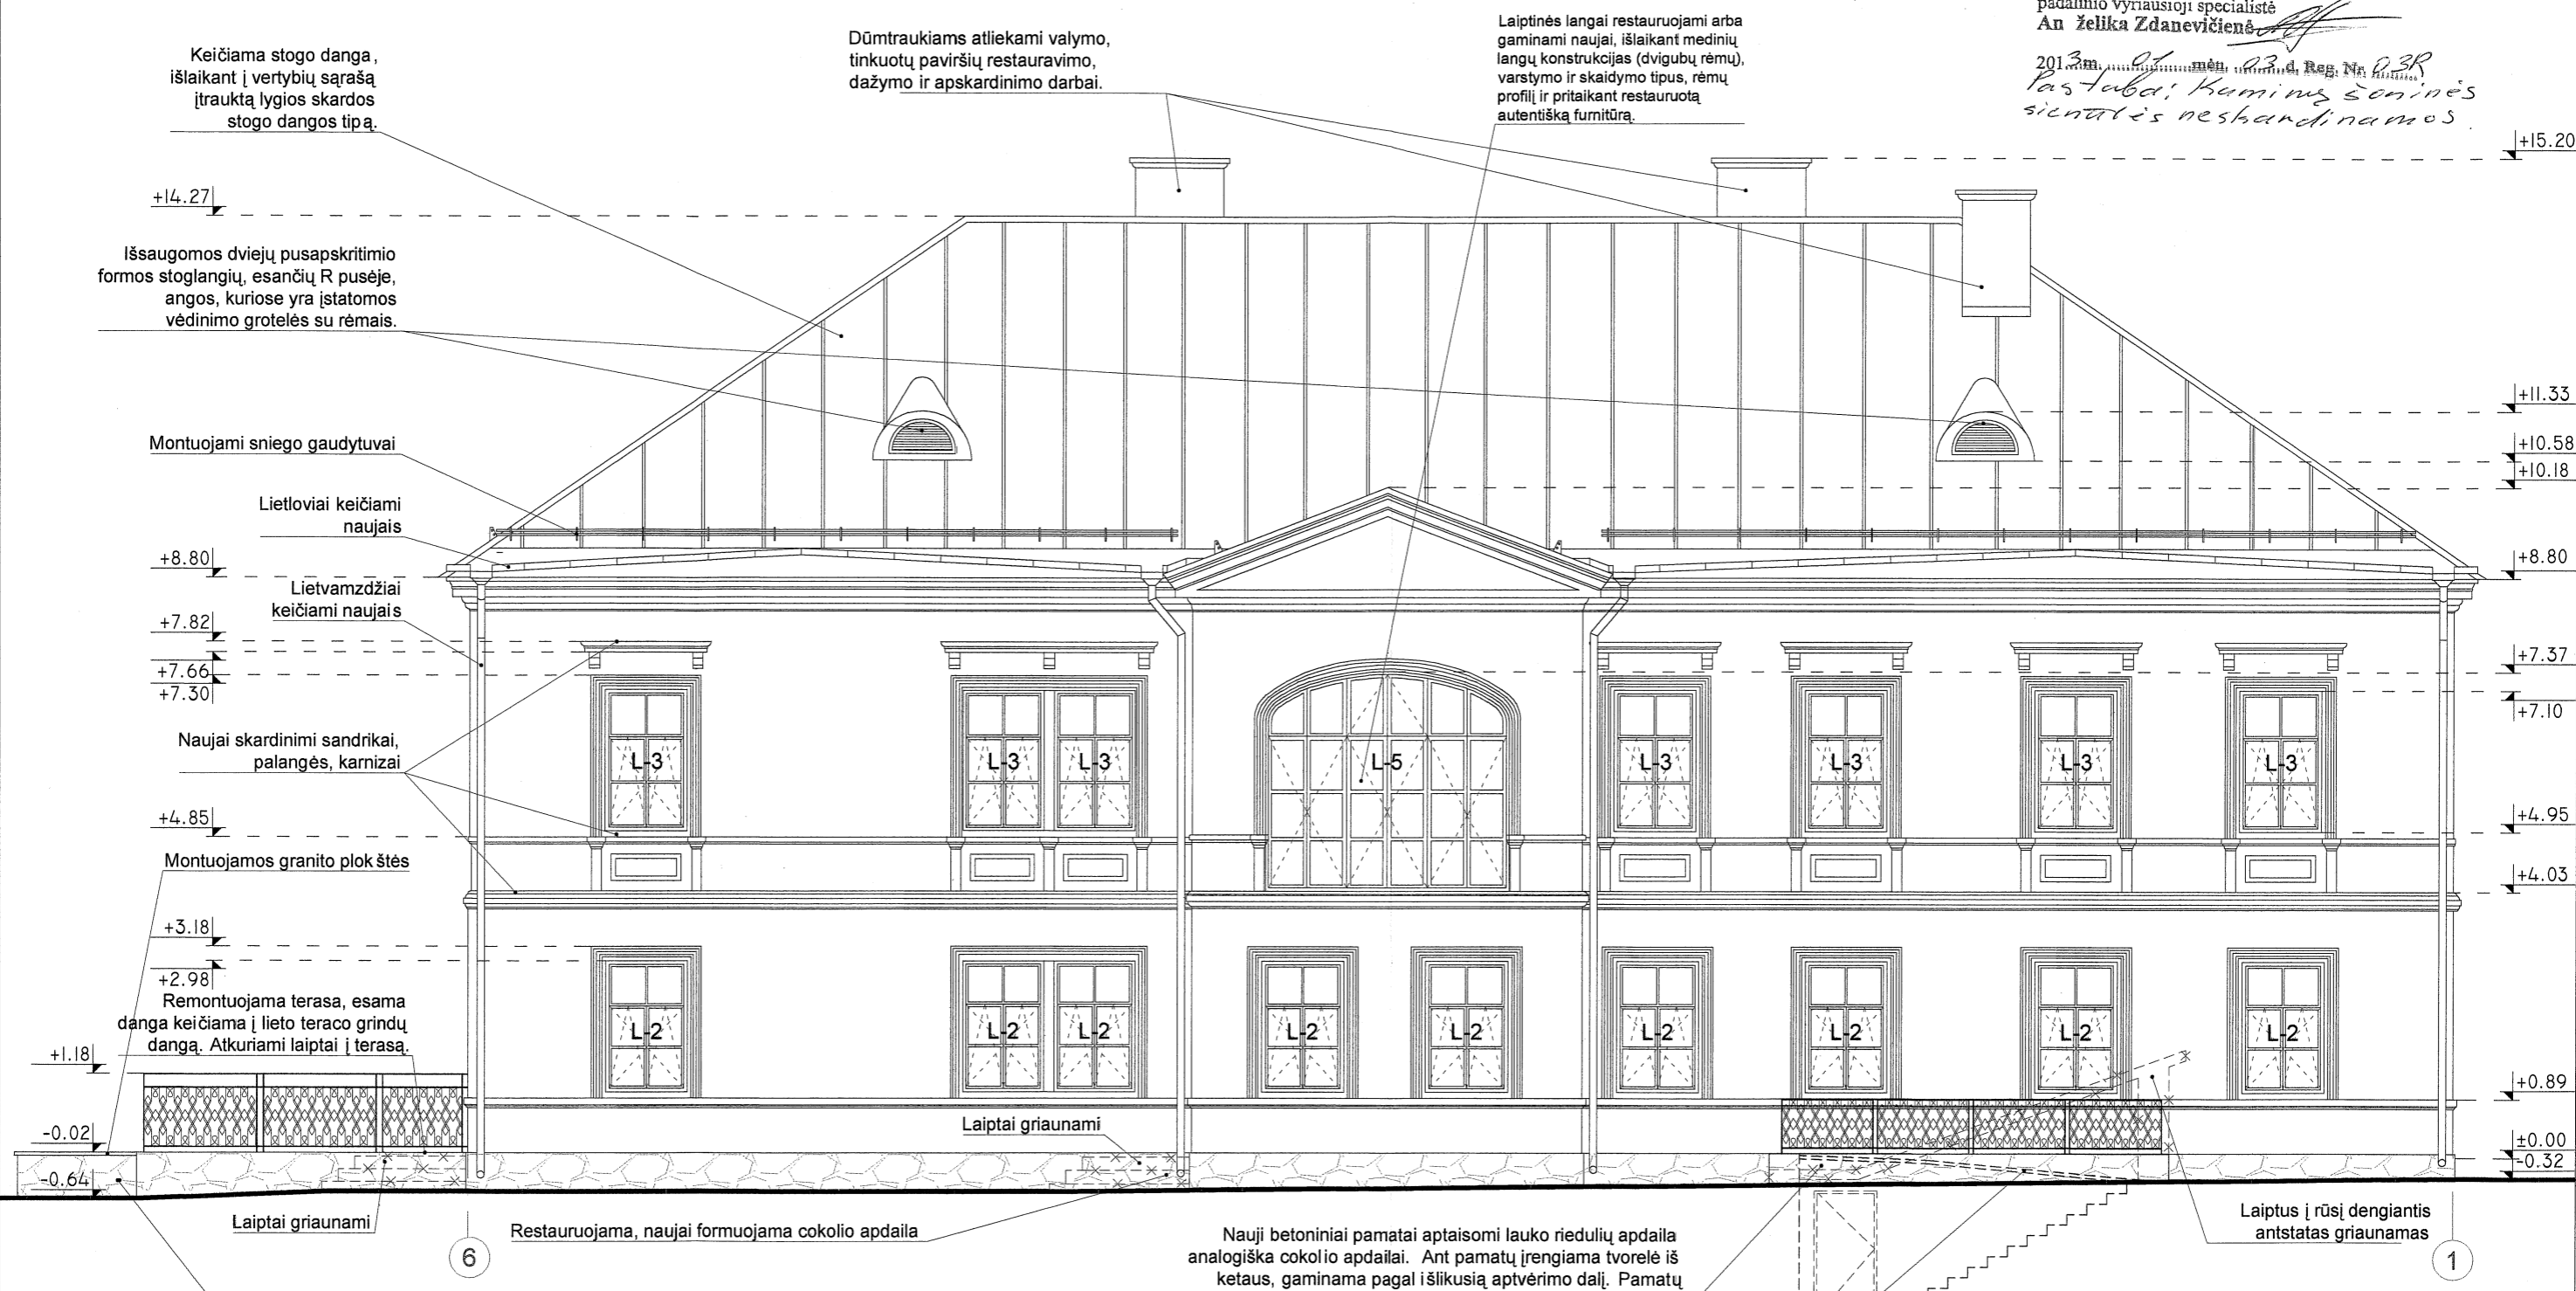 padalinio vyriausioji specialistė
An želika Zdanevičienė
2013m. 01 mėn. 03 d. Reg. Nr. 03R
Pastaba: Kaminų šoninės
sienutės neskardinamos.
Keičiama stogo danga,
išlaikant į vertybių sąrašą
įtrauktą lygios skardos
stogo dangos tipą.
Dūmtraukiams atliekami valymo,
tinkuotų paviršių restauravimo,
dažymo ir apskardinimo darbai.
Laiptinės langai restauruojami arba
gaminami naujai, išlaikant medinių
langų konstrukcijas (dvigubų rėmų),
varstymo ir skaidymo tipus, rėmų
profilį ir pritaikant restauruotą
autentišką furnitūrą.
+15.20
+14.27
Išsaugomos dviejų pusapskritimio
formos stoglangių, esančių R pusėje,
angos, kuriose yra įstatomos
vėdinimo grotelės su rėmais.
+11.33
+10.58
+10.18
Montuojami sniego gaudytuvai
Lietloviai keičiami
naujais
+8.80
+8.80
Lietvamzdžiai
keičiami naujais
+7.82
+7.66
+7.30
+7.37
+7.10
Naujai skardinimi sandrikai,
palangės, karnizai
L-3
L-3
L-3
L-5
L-3
L-3
L-3
L-3
+4.85
+4.95
Montuojamos granito plokštės
+4.03
+3.18
+2.98
Remontuojama terasa, esama
danga keičiama į lieto teraco grindų
dangą. Atkuriami laiptai į terasą.
L-2
L-2
L-2
L-2
L-2
L-2
L-2
L-2
L-2
+1.18
+0.89
Laiptai griaunami
-0.02
±0.00
-0.32
-0.64
Laiptai griaunami
6
Restauruojama, naujai formuojama cokolio apdaila
Nauji betoniniai pamatai aptaisomi lauko riedulių apdaila
analogiška cokolio apdailai. Ant pamatų įrengiama tvorelė iš
ketaus, gaminama pagal išlikusią aptvėrimo dalį. Pamatų
Laiptus į rūsį dengiantis
antstatas griaunamas
1